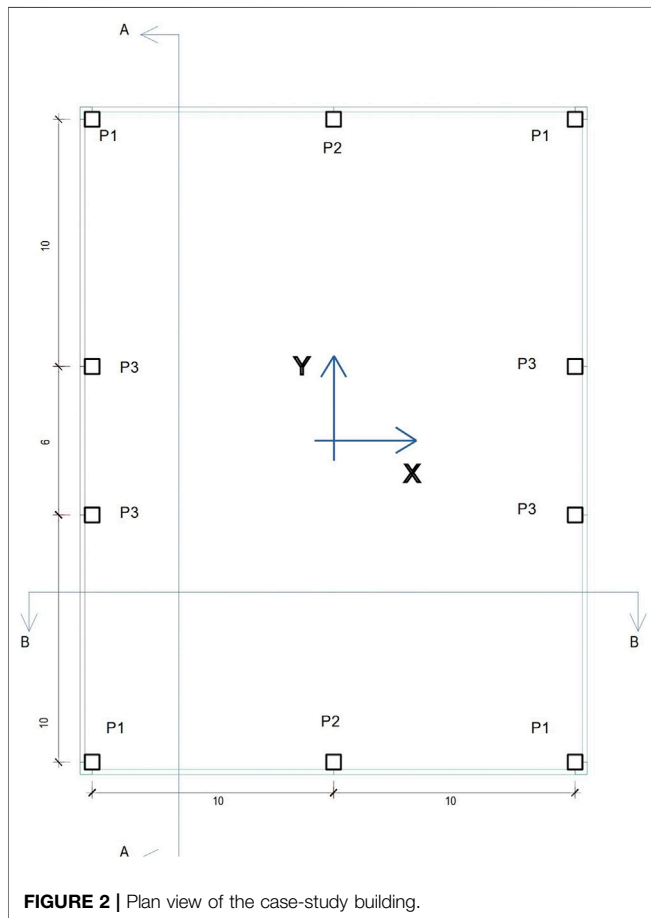 A
P1
P2
P1
10
Y
P3
P3
6
X
P3
P3
B
B
10
P1
P2
P1
10
10
A
FIGURE 2 | Plan view of the case-study building.